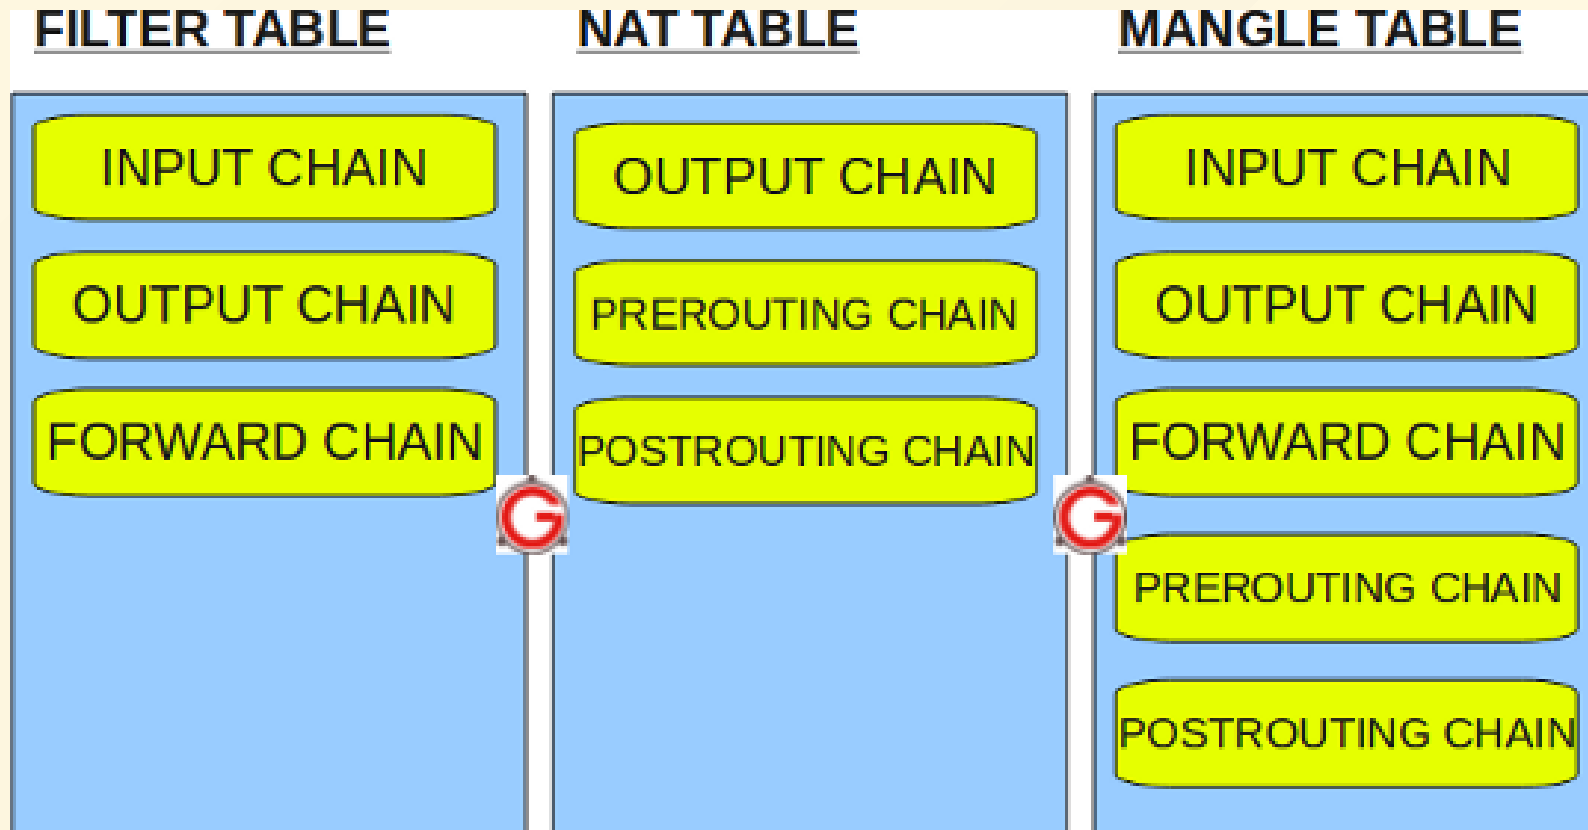 FILTER TABLE
INPUT CHAIN
OUTPUT CHAIN
FORWARD CHAIN
NAT TABLE
OUTPUT CHAIN
PREROUTING CHAIN
POSTROUTING CHAIN
MANGLE TABLE
INPUT CHAIN
OUTPUT CHAIN
FORWARD CHAIN
PREROUTING CHAIN
POSTROUTING CHAIN
G
G